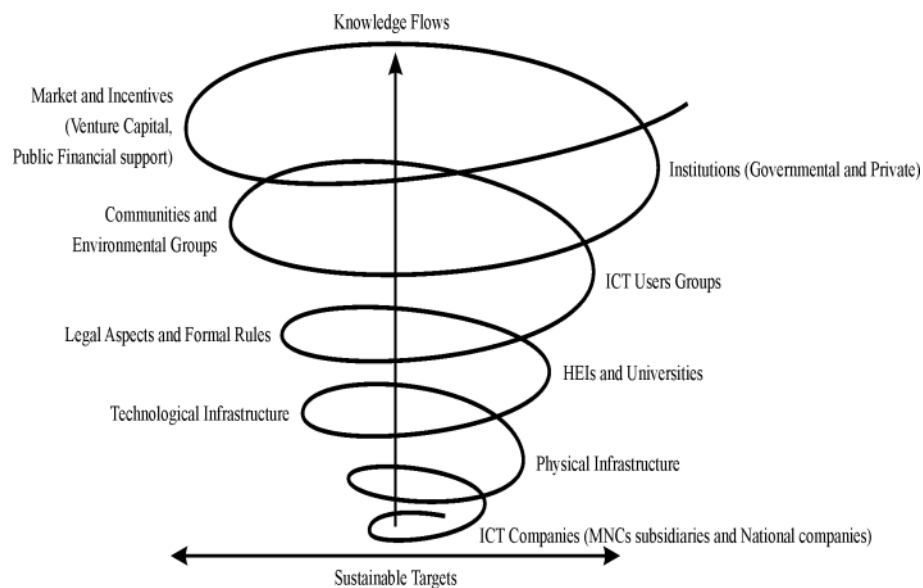 Knowledge Flows
Market and Incentives
(Venture Capital,
Public Financial support)
Institutions (Governmental and Private)
Communities and
Environmental Groups
ICT Users Groups
Legal Aspects and Formal Rules
HEIs and Universities
Technological Infrastructure
Physical Infrastructure
ICT Companies (MNCs subsidiaries and National companies)
Sustainable Targets